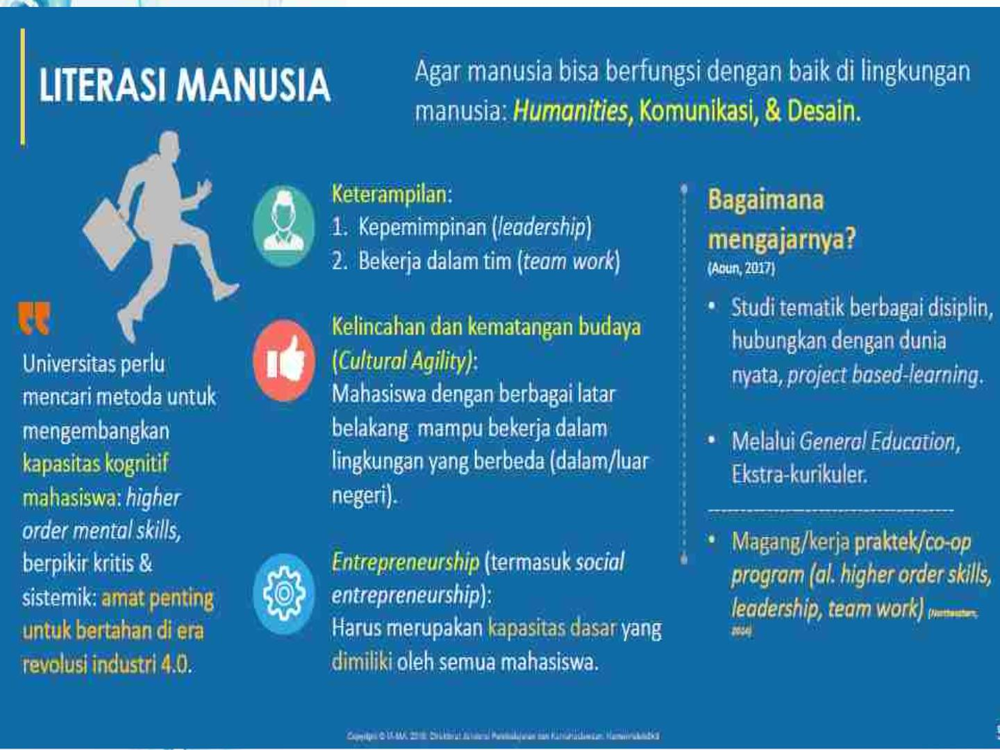 LITERASI MANUSIA
Agar manusia bisa berfungsi dengan baik di lingkungan
manusia: Humanities, Komunikasi, & Desain.
Universitas perlu
mencari metoda untuk
mengembangkan
kapasitas kognitif
mahasiswa: higher
order mental skills,
berpikir kritis &
sistemik: amat penting
untuk bertahan di era
revolusi industri 4.0.
Keterampilan:
1. Kepemimpinan (leadership)
2. Bekerja dalam tim (team work)
Kelincahan dan kematangan budaya
(Cultural Agility):
Mahasiswa dengan berbagai latar
belakang mampu bekerja dalam
lingkungan yang berbeda (dalam/luar
negeri).
Entrepreneurship (termasuk social
entrepreneurship):
Harus merupakan kapasitas dasar yang
dimiliki oleh semua mahasiswa.
Bagaimana
mengajarnya?
(Aoun, 2017)
• Studi tematik berbagai disiplin,
hubungkan dengan dunia
nyata, project based-learning.
• Melalui General Education,
Ekstra-kurikuler.
• Magang/kerja praktek/co-op
program (al. higher order skills,
leadership, team work)
Copyright ©